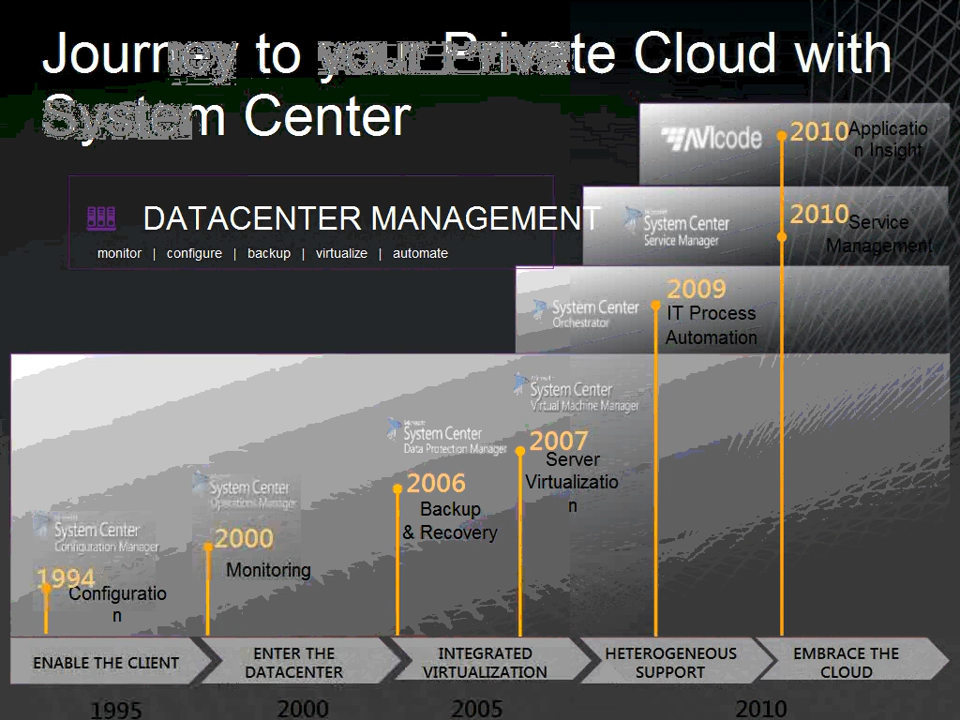 Journey to your Private Cloud with
System Center
AVIcode
2010
Applicatio
n Insight
DATACENTER MANAGEMENT
monitor | configure | backup | virtualize | automate
System Center
Service Manager
2010
Service
Management
System Center
Orchestrator
2009
IT Process
Automation
System Center
Virtual Machine Manager
2007
Server
Virtualizatio
n
System Center
Data Protection Manager
2006
Backup
& Recovery
System Center
Operations Manager
2000
Monitoring
System Center
Configuration Manager
1994
Configuratio
n
ENABLE THE CLIENT
ENTER THE
DATACENTER
INTEGRATED
VIRTUALIZATION
HETEROGENEOUS
SUPPORT
EMBRACE THE
CLOUD
1995
2000
2005
2010